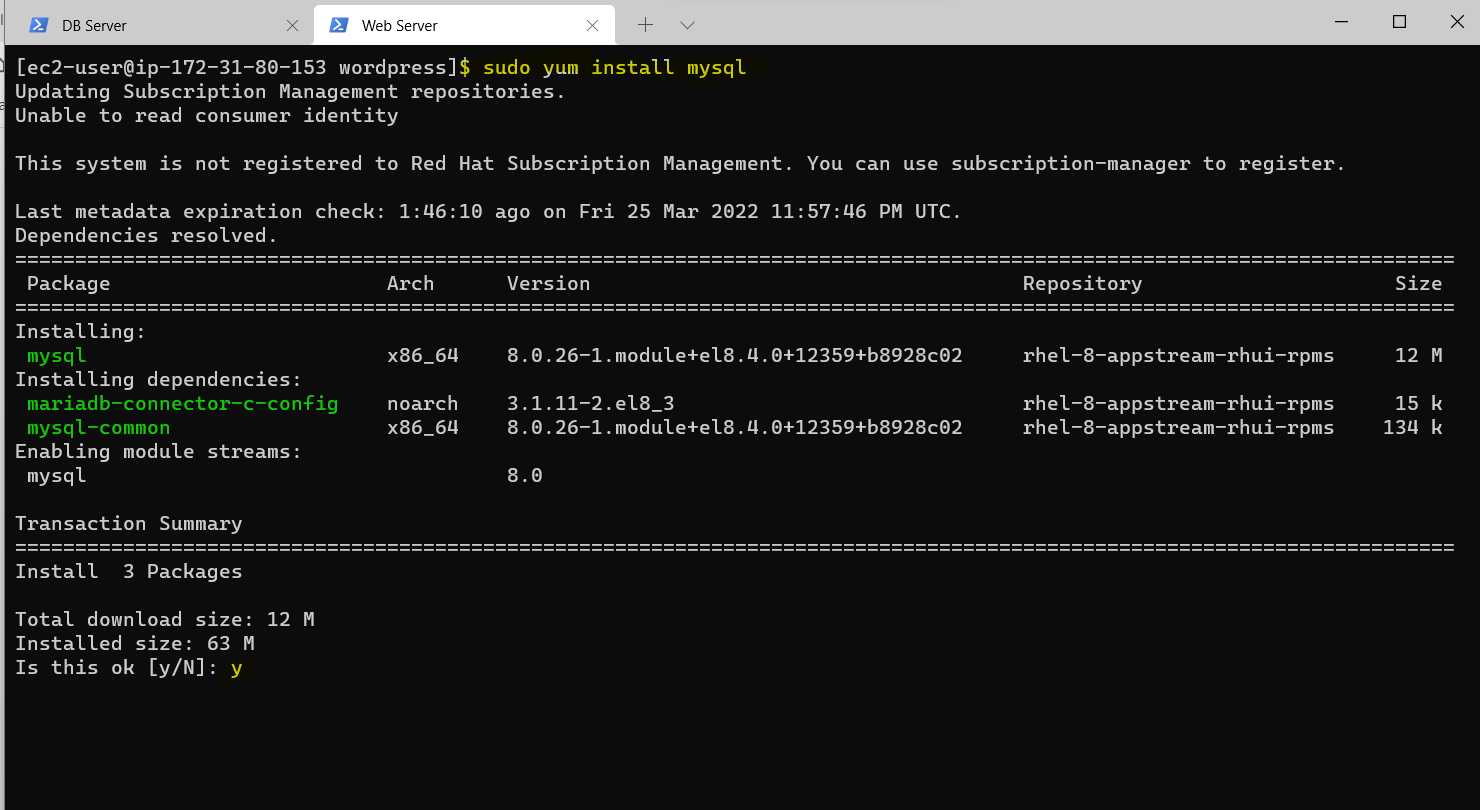 DB Server
Web Server
[ec2-user@ip-172-31-80-153 wordpress]$ sudo yum install mysql
Updating Subscription Management repositories.
Unable to read consumer identity
This system is not registered to Red Hat Subscription Management. You can use subscription-manager to register.
Last metadata expiration check: 1:46:10 ago on Fri 25 Mar 2022 11:57:46 PM UTC.
Dependencies resolved.
========================================================================================================================
Package Arch Version Repository Size
========================================================================================================================
Installing:
mysql x86_64 8.0.26-1.module+el8.4.0+12359+b8928c02 rhel-8-appstream-rhui-rpms 12 M
Installing dependencies:
mariadb-connector-c-config noarch 3.1.11-2.el8_3 rhel-8-appstream-rhui-rpms 15 k
mysql-common x86_64 8.0.26-1.module+el8.4.0+12359+b8928c02 rhel-8-appstream-rhui-rpms 134 k
Enabling module streams:
mysql 8.0
Transaction Summary
========================================================================================================================
Install 3 Packages
Total download size: 12 M
Installed size: 63 M
Is this ok [y/N]: y